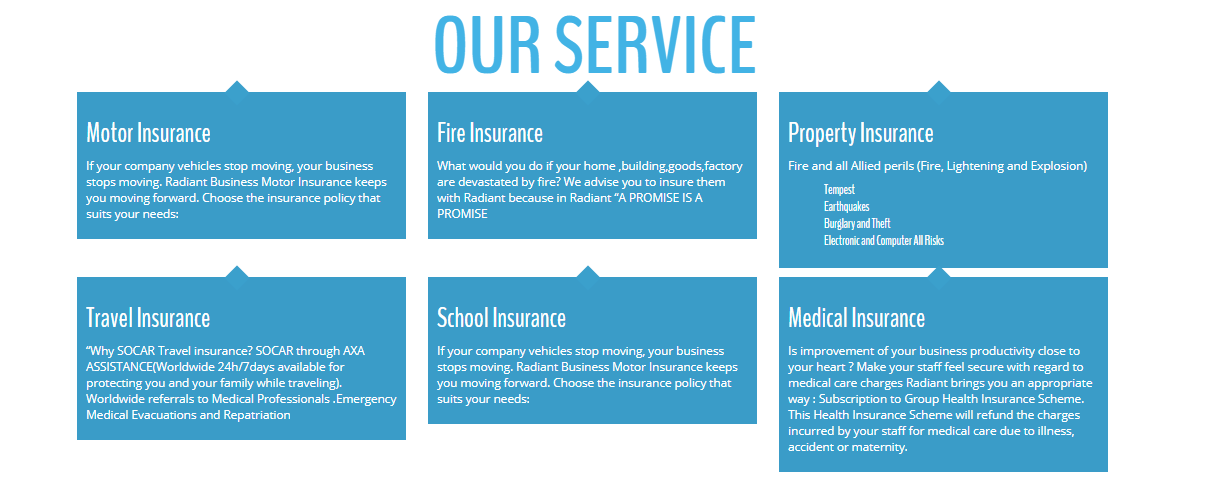 OUR SERVICE
Motor Insurance
If your company vehicles stop moving, your business
stops moving. Radiant Business Motor Insurance keeps
you moving forward. Choose the insurance policy that
suits your needs:
Fire Insurance
What would you do if your home ,building,goods,factory
are devastated by fire? We advise you to insure them
with Radiant because in Radiant “A PROMISE IS A
PROMISE
Property Insurance
Fire and all Allied perils (Fire, Lightening and Explosion)
Tempest
Earthquakes
Burglary and Theft
Electronic and Computer All Risks
Travel Insurance
“Why SOCAR Travel insurance? SOCAR through AXA
ASSISTANCE(Worldwide 24h/7days available for
protecting you and your family while traveling).
Worldwide referrals to Medical Professionals .Emergency
Medical Evacuations and Repatriation
School Insurance
If your company vehicles stop moving, your business
stops moving. Radiant Business Motor Insurance keeps
you moving forward. Choose the insurance policy that
suits your needs:
Medical Insurance
Is improvement of your business productivity close to
your heart ? Make your staff feel secure with regard to
medical care charges Radiant brings you an appropriate
way : Subscription to Group Health Insurance Scheme.
This Health Insurance Scheme will refund the charges
incurred by your staff for medical care due to illness,
accident or maternity.